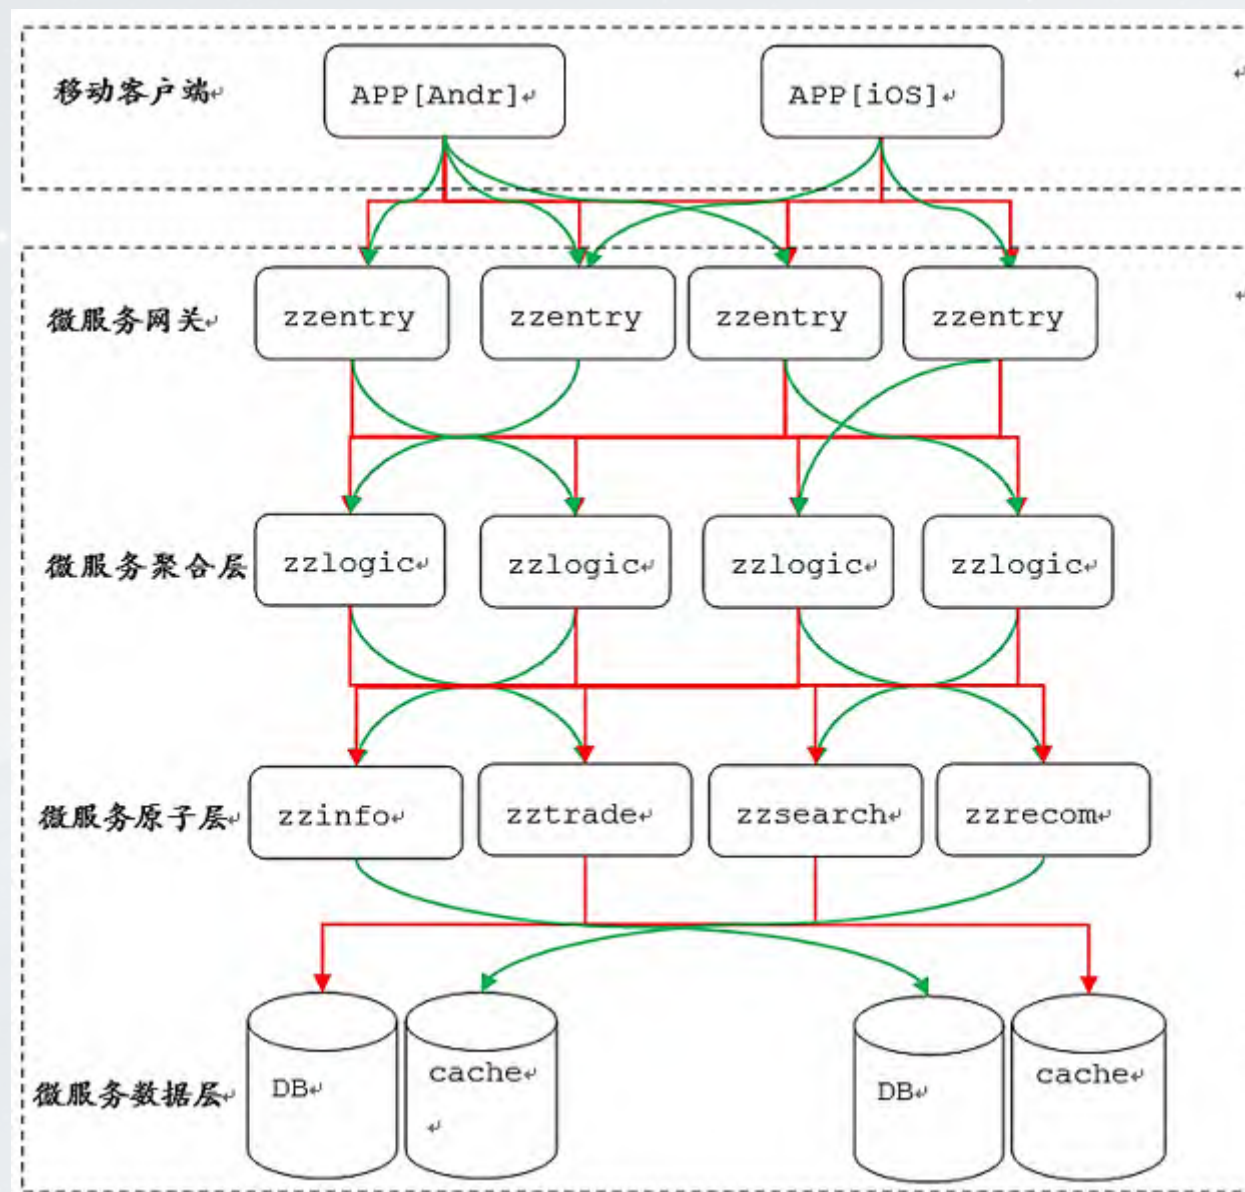 移动客户端
APP[Andr]
APP[iOS]
微服务网关
zzentry
zzentry
zzentry
zzentry
微服务聚合层
zzlogic
zzlogic
zzlogic
zzlogic
微服务原子层
zzinfo
zztrade
zzsearch
zzrecom
微服务数据层
DB
cache
DB
cache